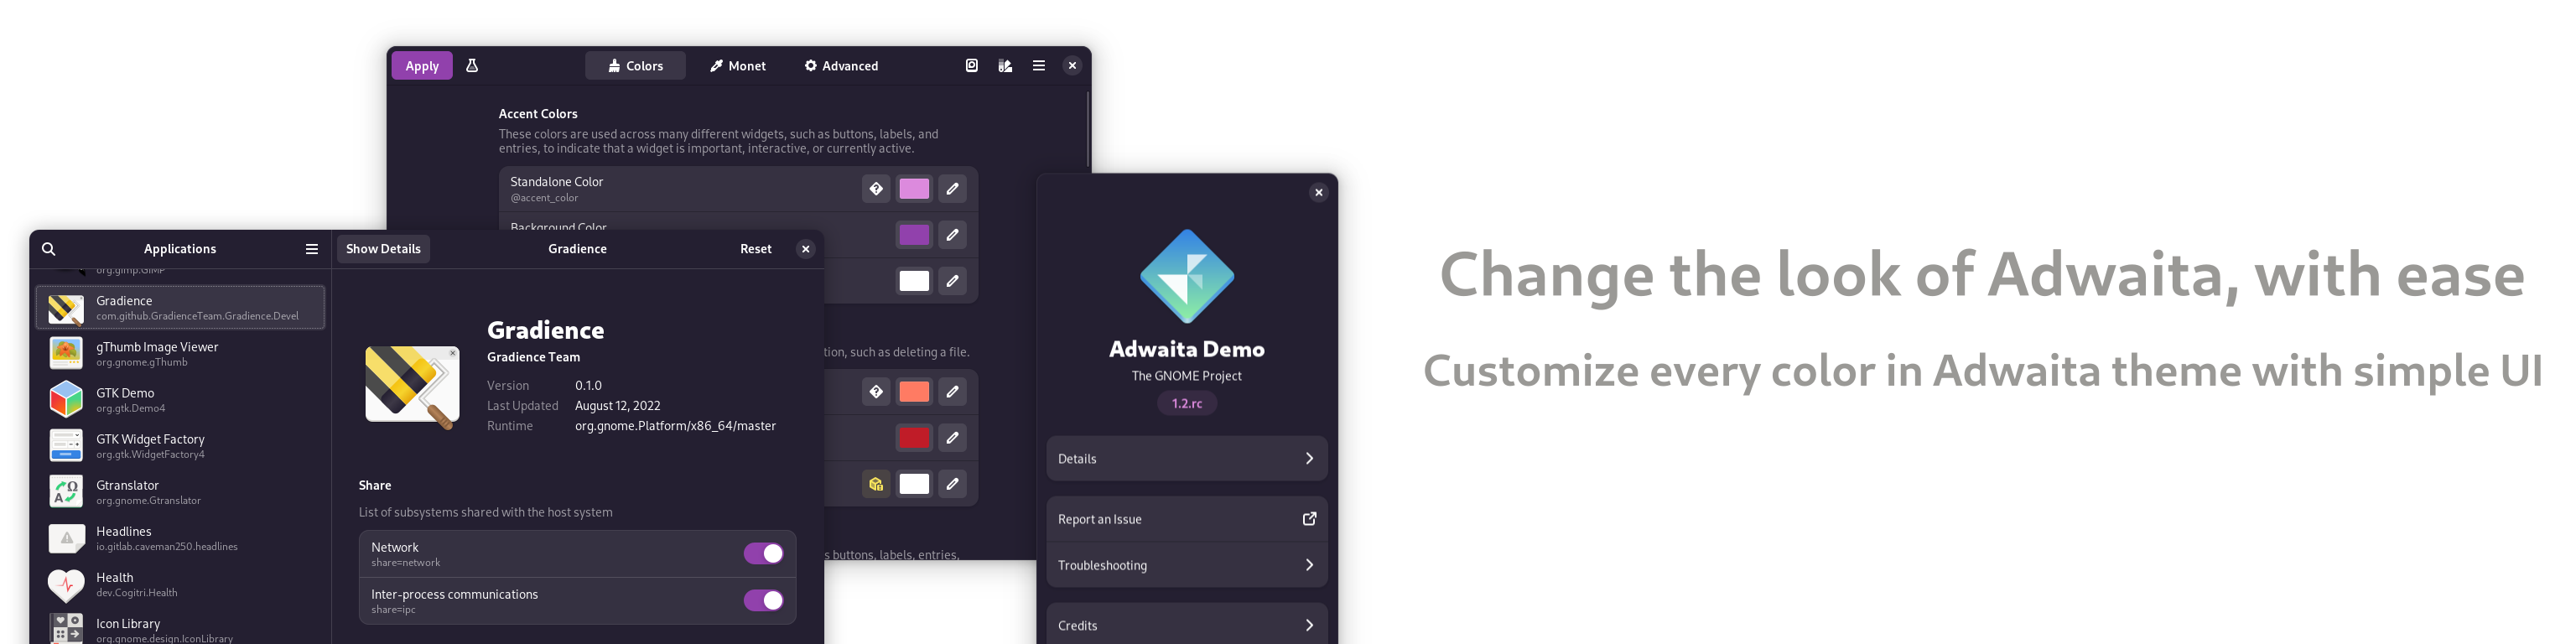 Apply
Colors
Monet
Advanced
Accent Colors
These colors are used across many different widgets, such as buttons, labels, and
entries, to indicate that a widget is important, interactive, or currently active.
Standalone Color
@accent_color
Background Color
tion, such as deleting a file.
s buttons, labels, entries,
Applications
org.gimp.GIMP
Gradience
com.github.GradienceTeam.Gradience.Devel
gThumb Image Viewer
org.gnome.gThumb
GTK Demo
org.gtk.Demo4
GTK Widget Factory
org.gtk.WidgetFactory4
Gtranslator
org.gnome.Gtranslator
Headlines
io.gitlab.caveman250.headlines
Health
dev.Cogitri.Health
Icon Library
org.gnome.design.IconLibrary
Show Details
Gradience
Reset
Gradience
Gradience Team
Version 0.1.0
Last Updated August 12, 2022
Runtime org.gnome.Platform/x86_64/master
Share
List of subsystems shared with the host system
Network
share=network
Inter-process communications
share=ipc
Adwaita Demo
The GNOME Project
1.2.rc
Details
Report an Issue
Troubleshooting
Credits
Change the look of Adwaita, with ease
Customize every color in Adwaita theme with simple UI